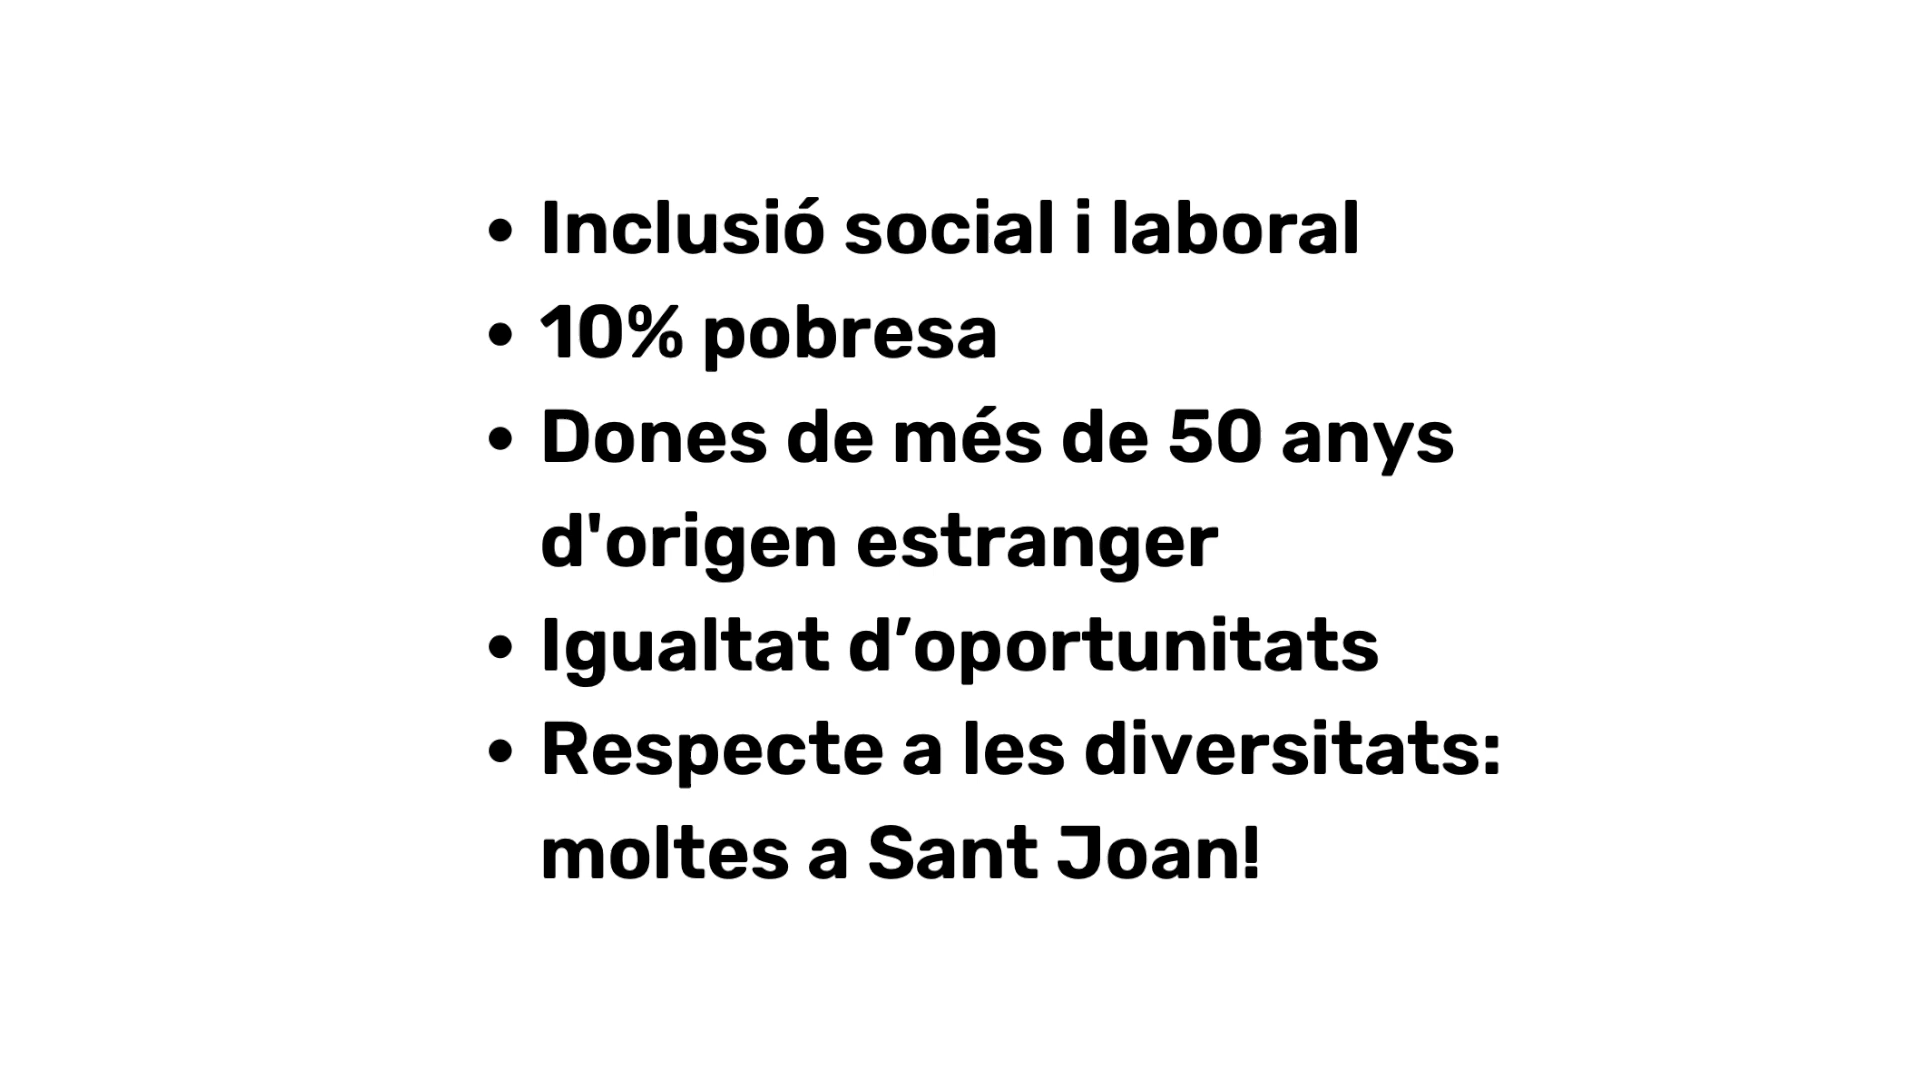 • Inclusió social i laboral
• 10% pobresa
• Dones de més de 50 anys
d'origen estranger
• Igualtat d’oportunitats
• Respecte a les diversitats:
moltes a Sant Joan!